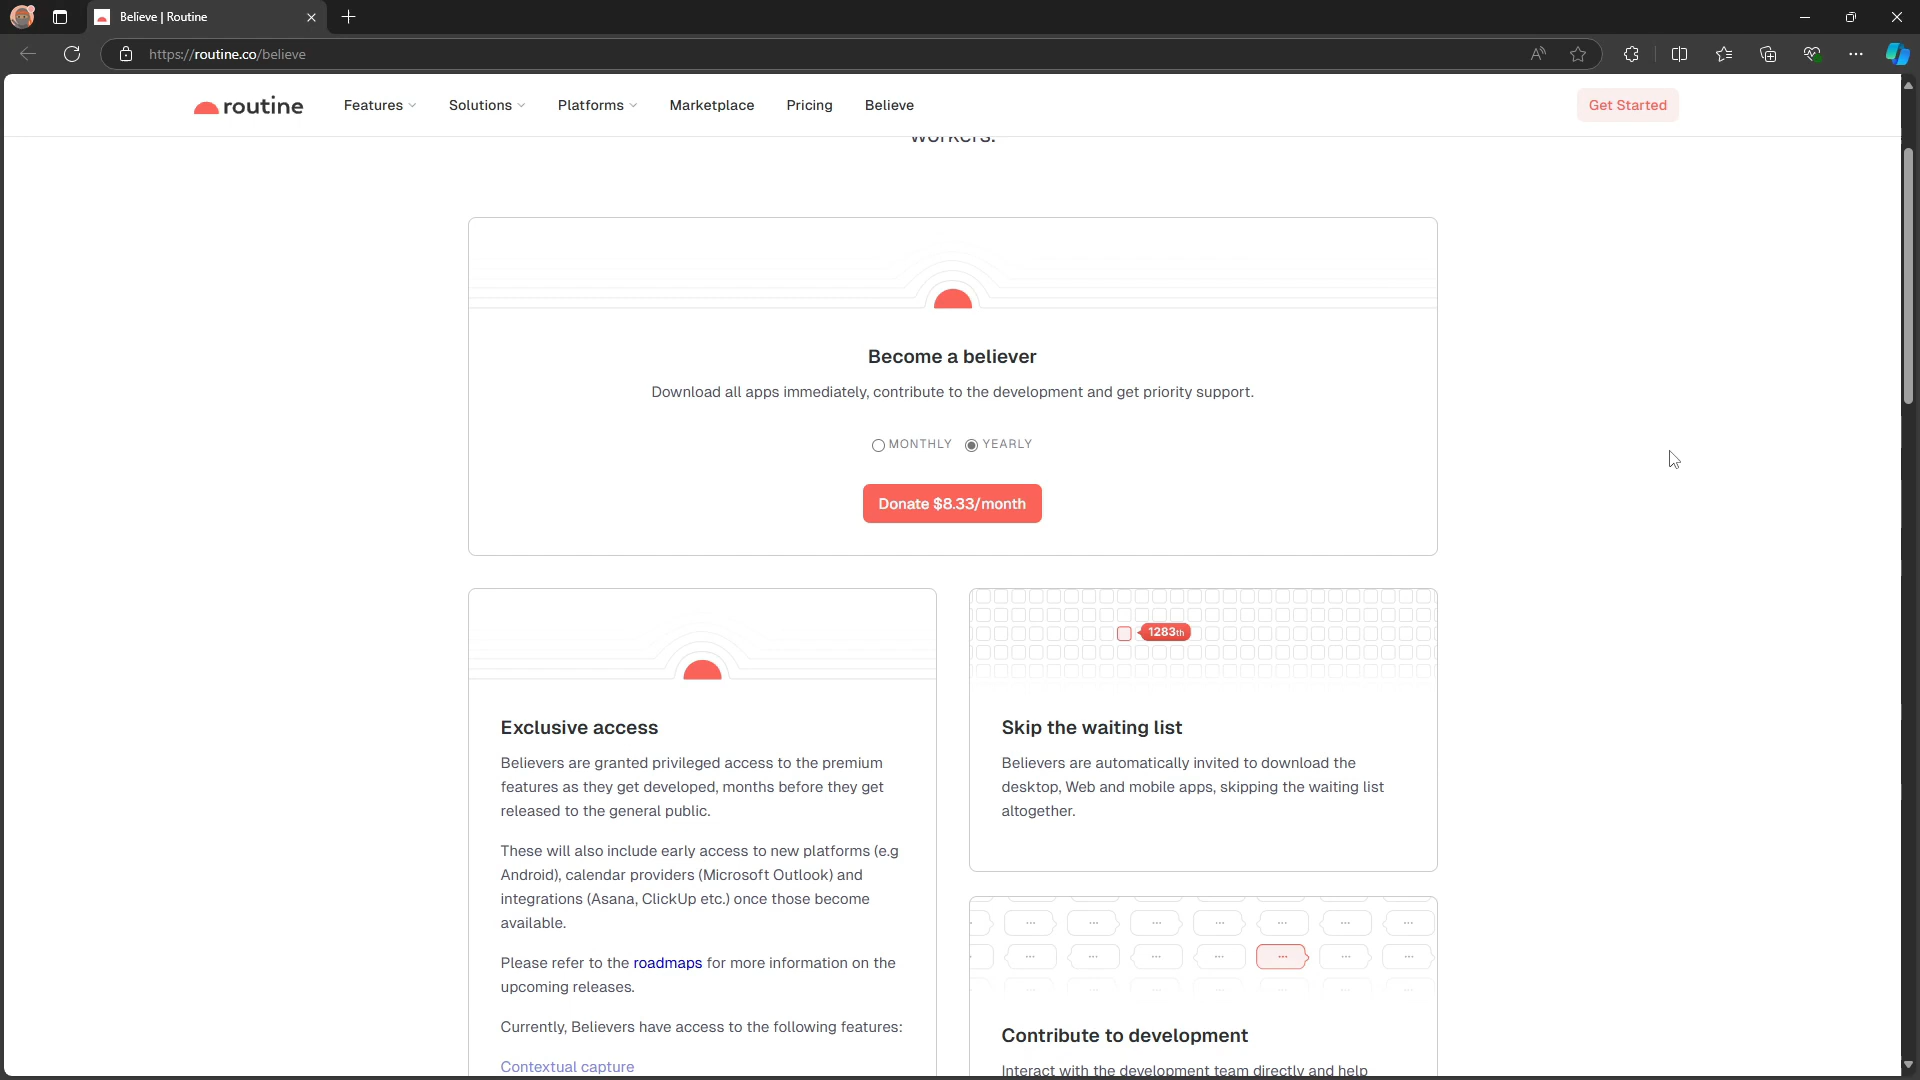 Believe | Routine
https://routine.co/believe
routine
Features
Solutions
Platforms
Marketplace
Pricing
Believe
Get Started
workers.
Become a believer
Download all apps immediately, contribute to the development and get priority support.
MONTHLY
YEARLY
Donate $8.33/month
1283th
Exclusive access
Believers are granted privileged access to the premium
features as they get developed, months before they get
released to the general public.
These will also include early access to new platforms (e.g
Android), calendar providers (Microsoft Outlook) and
integrations (Asana, ClickUp etc.) once those become
available.
Please refer to the roadmaps for more information on the
upcoming releases.
Currently, Believers have access to the following features:
Contextual capture
Skip the waiting list
Believers are automatically invited to download the
desktop, Web and mobile apps, skipping the waiting list
altogether.
Contribute to development
Interact with the development team directly and help